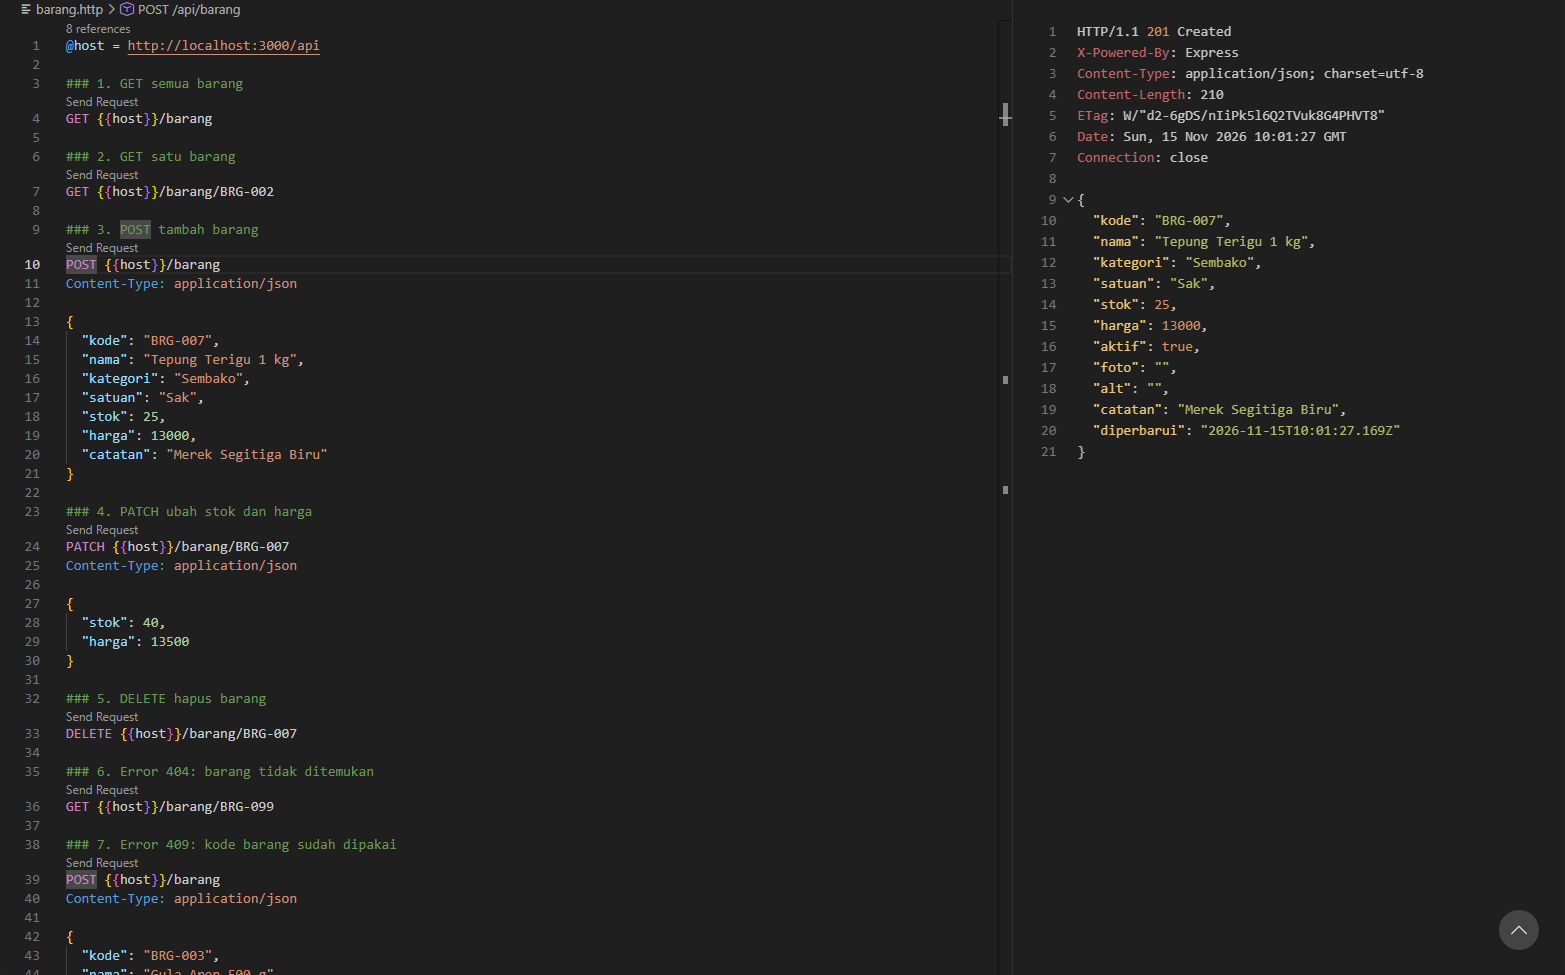 barang.http > POST /api/barang
8 references
1 @host = http://localhost:3000/api
2
3 ### 1. GET semua barang
Send Request
4 GET {{host}}/barang
5
6 ### 2. GET satu barang
Send Request
7 GET {{host}}/barang/BRG-002
8
9 ### 3. POST tambah barang
Send Request
10 POST {{host}}/barang
11 Content-Type: application/json
12
13 {
14 "kode": "BRG-007",
15 "nama": "Tepung Terigu 1 kg",
16 "kategori": "Sembako",
17 "satuan": "Sak",
18 "stok": 25,
19 "harga": 13000,
20 "catatan": "Merek Segitiga Biru"
21 }
22
23 ### 4. PATCH ubah stok dan harga
Send Request
24 PATCH {{host}}/barang/BRG-007
25 Content-Type: application/json
26
27 {
28 "stok": 40,
29 "harga": 13500
30 }
31
32 ### 5. DELETE hapus barang
Send Request
33 DELETE {{host}}/barang/BRG-007
34
35 ### 6. Error 404: barang tidak ditemukan
Send Request
36 GET {{host}}/barang/BRG-099
37
38 ### 7. Error 409: kode barang sudah dipakai
Send Request
39 POST {{host}}/barang
40 Content-Type: application/json
41
42 {
43 "kode": "BRG-003",
44 "nama": "Gula Aren 500 g"
1 HTTP/1.1 201 Created
2 X-Powered-By: Express
3 Content-Type: application/json; charset=utf-8
4 Content-Length: 210
5 ETag: W/"d2-6gDS/nIiPk5l6Q2TVuk8G4PHVT8"
6 Date: Sun, 15 Nov 2026 10:01:27 GMT
7 Connection: close
8
9 {
10 "kode": "BRG-007",
11 "nama": "Tepung Terigu 1 kg",
12 "kategori": "Sembako",
13 "satuan": "Sak",
14 "stok": 25,
15 "harga": 13000,
16 "aktif": true,
17 "foto": "",
18 "alt": "",
19 "catatan": "Merek Segitiga Biru",
20 "diperbarui": "2026-11-15T10:01:27.169Z"
21 }